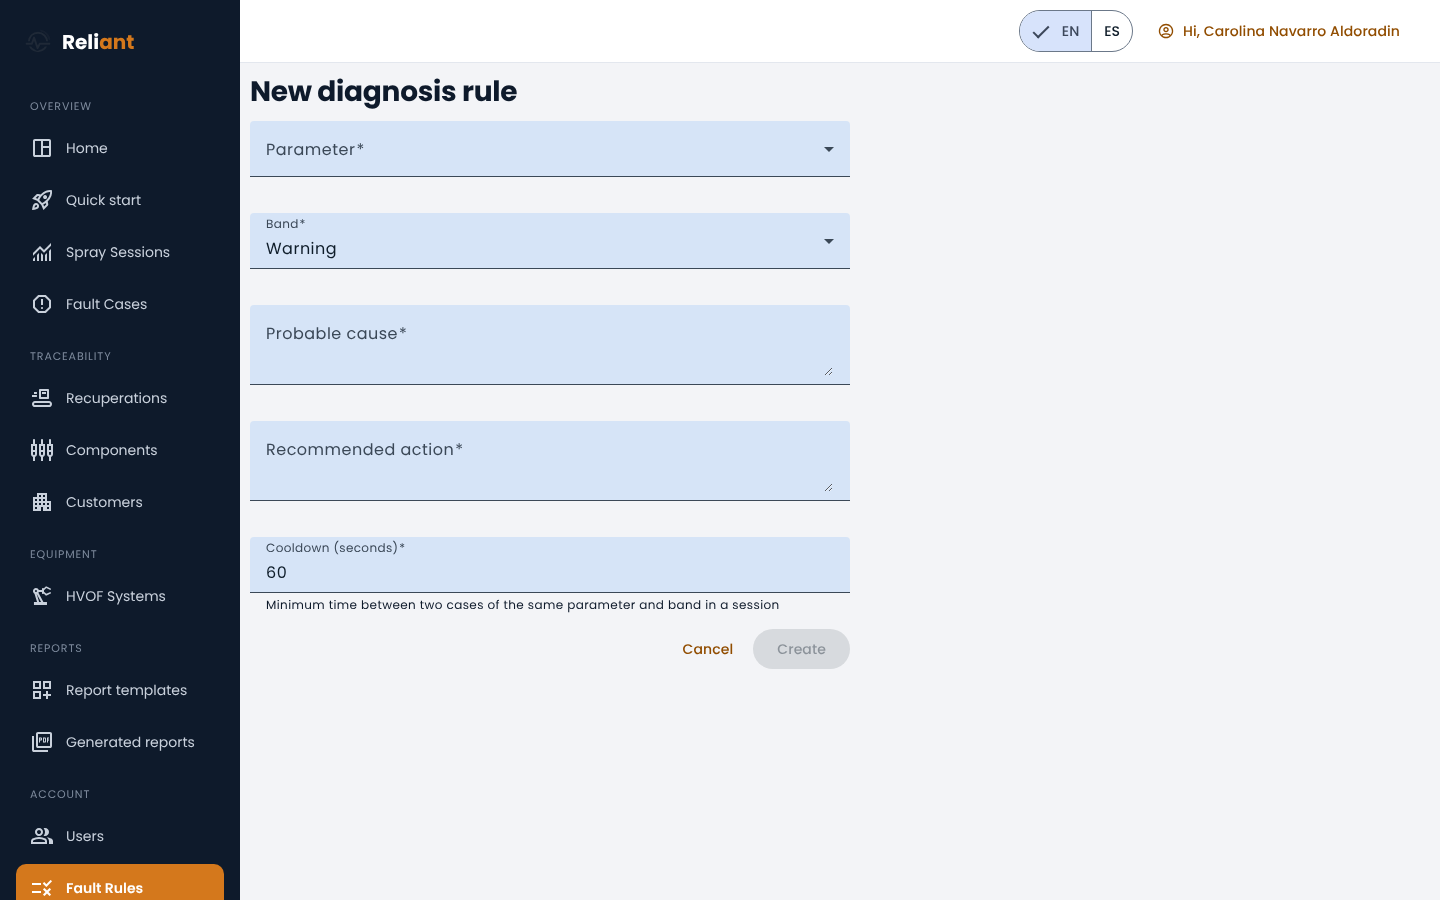 Reliant
EN
ES
Hi, Carolina Navarro Aldoradin
OVERVIEW
Home
Quick start
Spray Sessions
Fault Cases
TRACEABILITY
Recuperations
Components
Customers
EQUIPMENT
HVOF Systems
REPORTS
Report templates
PDF
Generated reports
ACCOUNT
Users
Fault Rules
New diagnosis rule
Parameter*
Band*
Warning
Probable cause*
Recommended action*
Cooldown (seconds)*
60
Minimum time between two cases of the same parameter and band in a session
Cancel
Create